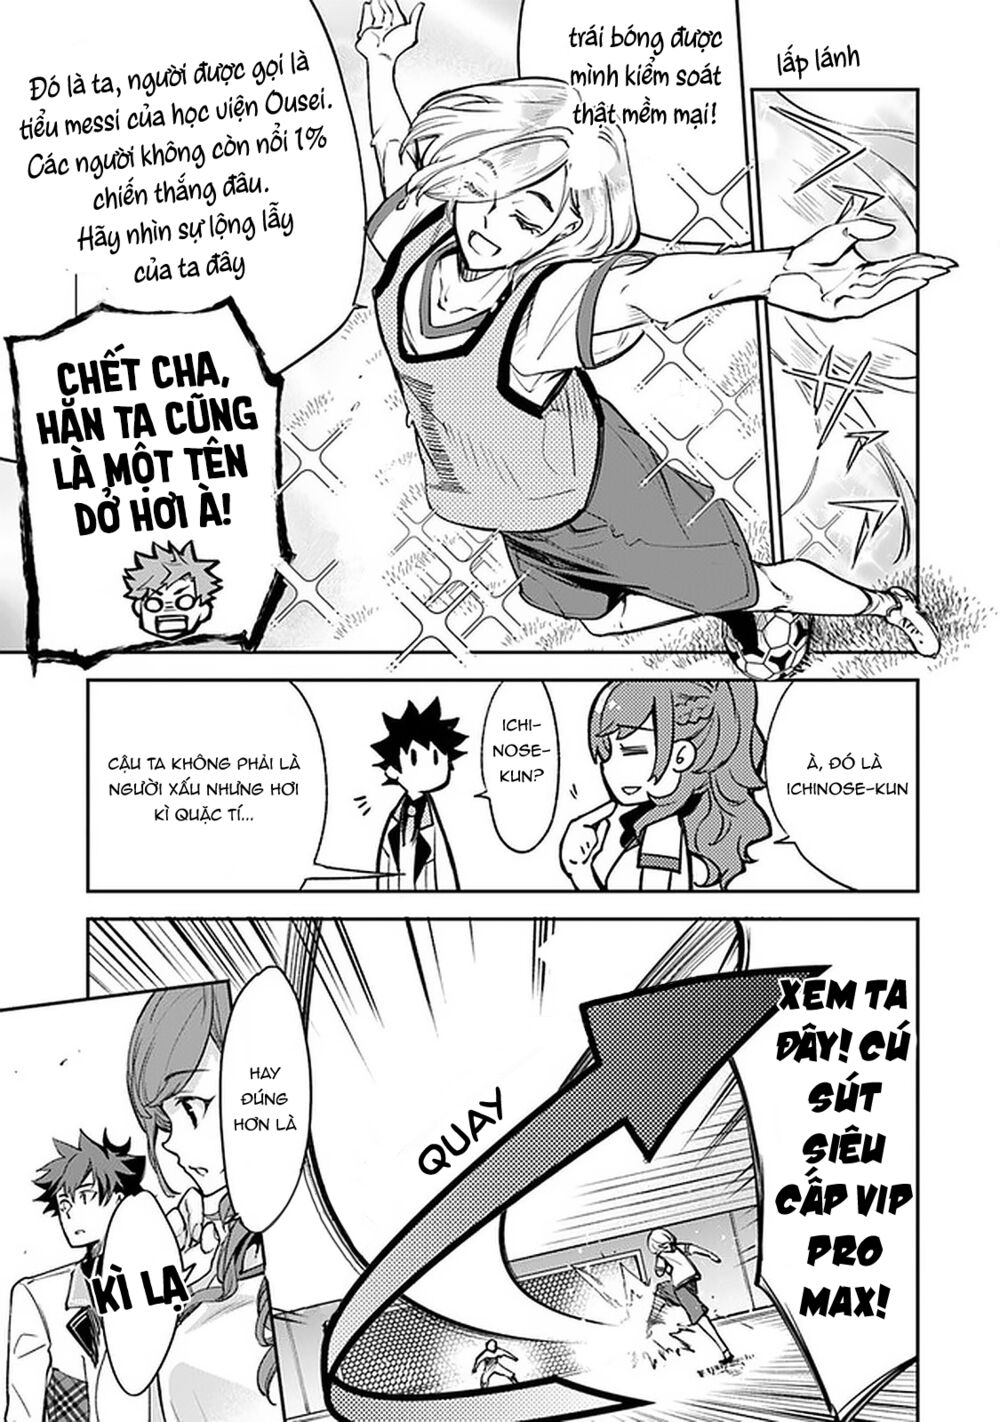 lấp lánh
trái bóng được
mình kiểm soát
thật mềm mại!
Đó là ta, người được gọi là
tiểu messi của học viện Ousei.
Các người không còn nổi 1%
chiến thắng đâu.
Hãy nhìn sự lộng lẫy
của ta đây
CHẾT CHA,
HẮN TA CŨNG
LÀ MỘT TÊN
DỞ HƠI À!
À, ĐÓ LÀ
ICHINOSE-KUN
ICHI-
NOSE-
KUN?
CẬU TA KHÔNG PHẢI LÀ
NGƯỜI XẤU NHƯNG HƠI
KÌ QUẶC TÍ...
XEM TA
ĐÂY! CÚ
SÚT
SIÊU
CẤP VIP
PRO
MAX!
QUAY
HAY
ĐÚNG
HƠN LÀ
KÌ LẠ